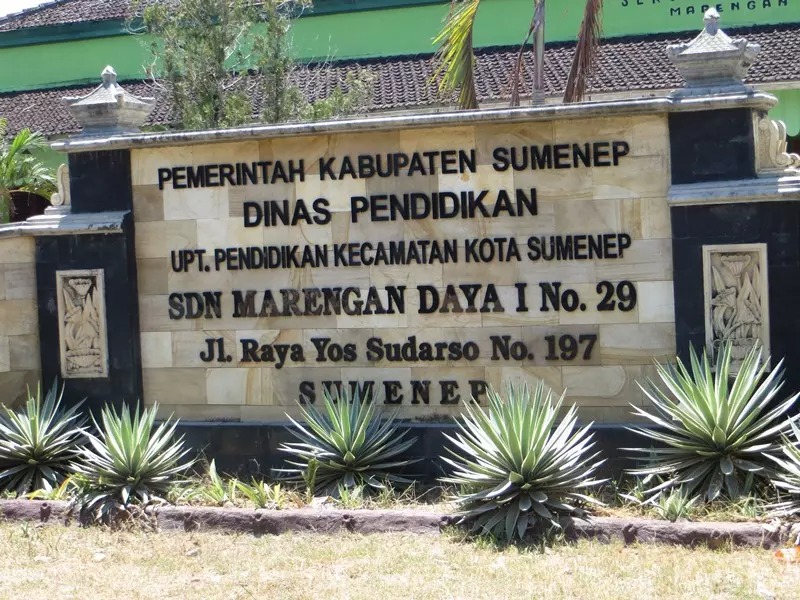 MARENGAN
PEMERINTAH KABUPATEN SUMENEP
DINAS PENDIDIKAN
UPT. PENDIDIKAN KECAMATAN KOTA SUMENEP
SDN MARENGAN DAYA I No. 29
Jl. Raya Yos Sudarso No. 197
SUMENEP